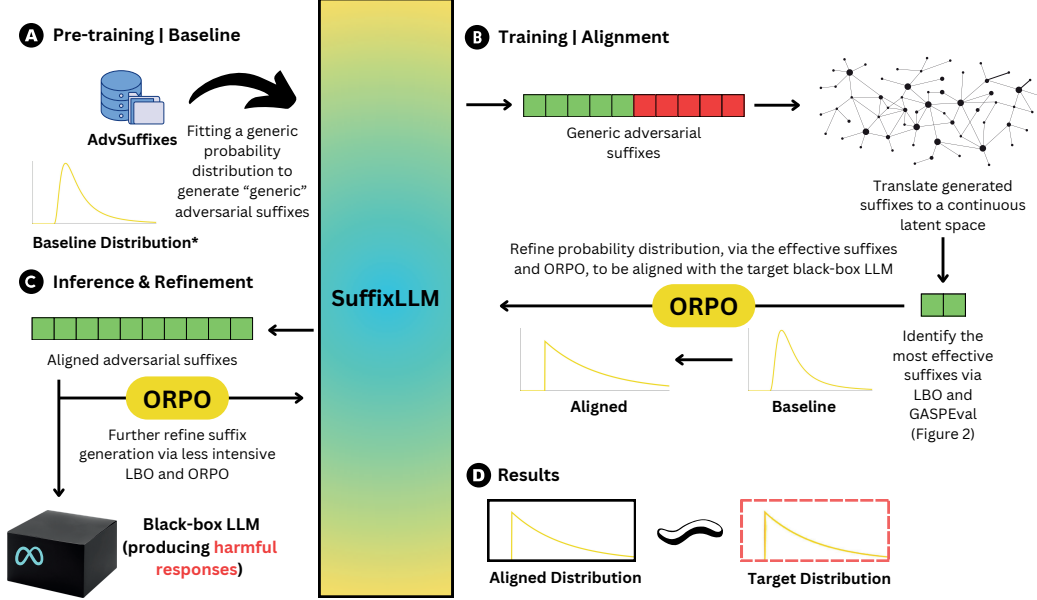 A Pre-training | Baseline
AdvSuffixes
Fitting a generic
probability
distribution to
generate “generic”
adversarial suffixes
Baseline Distribution*
C Inference & Refinement
Aligned adversarial suffixes
ORPO
Further refine suffix
generation via less intensive
LBO and ORPO
Black-box LLM
(producing harmful
responses)
SuffixLLM
B Training | Alignment
Generic adversarial
suffixes
Translate generated
suffixes to a continuous
latent space
Refine probability distribution, via the effective suffixes
and ORPO, to be aligned with the target black-box LLM
ORPO
Identify the
most effective
suffixes via
LBO and
GASPEval
(Figure 2)
Aligned
Baseline
D Results
Aligned Distribution
Target Distribution